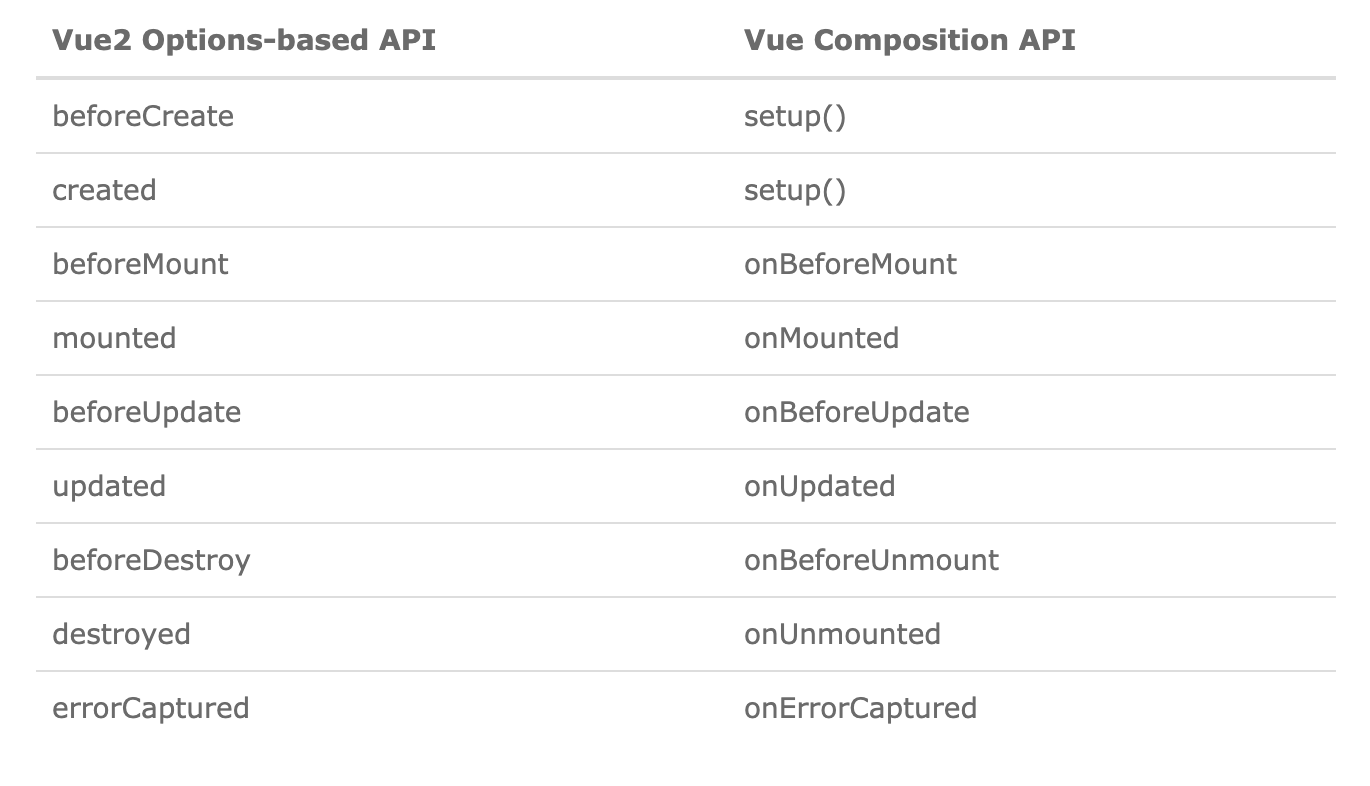 Vue2 Options-based API Vue Composition API
beforeCreate setup()
created setup()
beforeMount onBeforeMount
mounted onMounted
beforeUpdate onBeforeUpdate
updated onUpdated
beforeDestroy onBeforeUnmount
destroyed onUnmounted
errorCaptured onErrorCaptured